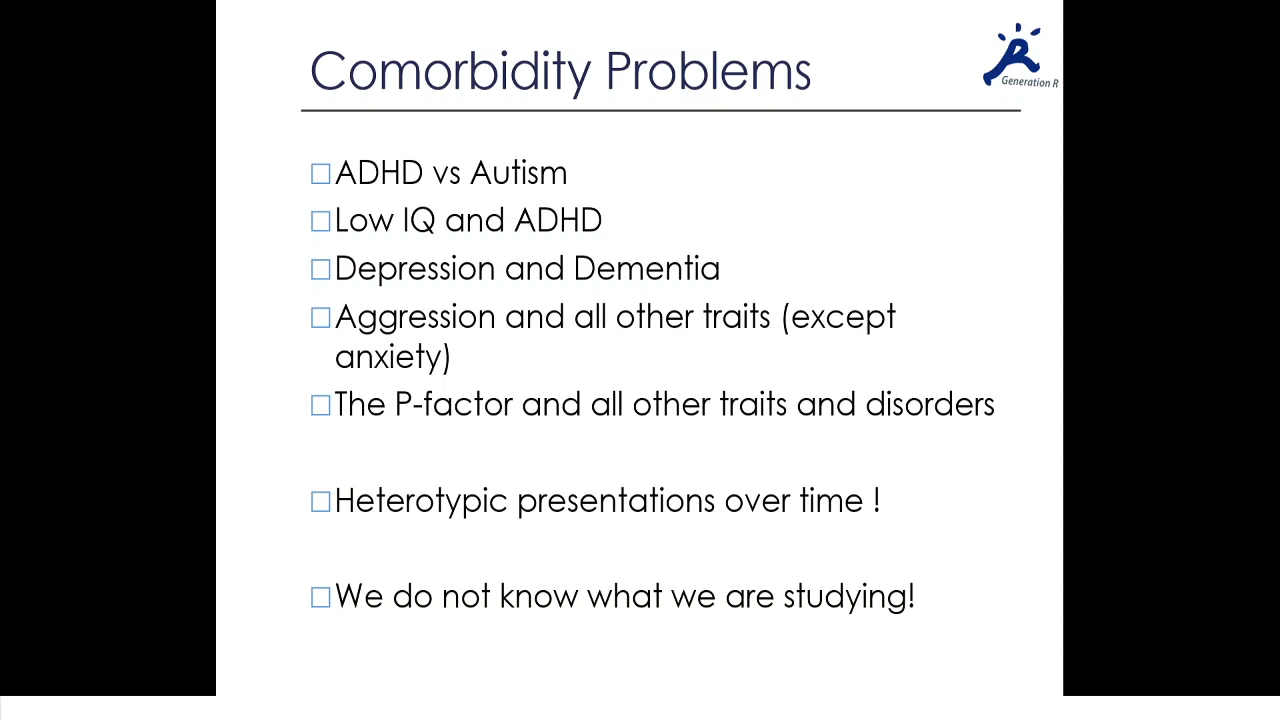 Comorbidity Problems
Generation R
ADHD vs Autism
Low IQ and ADHD
Depression and Dementia
Aggression and all other traits (except
anxiety)
The P-factor and all other traits and disorders
Heterotypic presentations over time !
We do not know what we are studying!